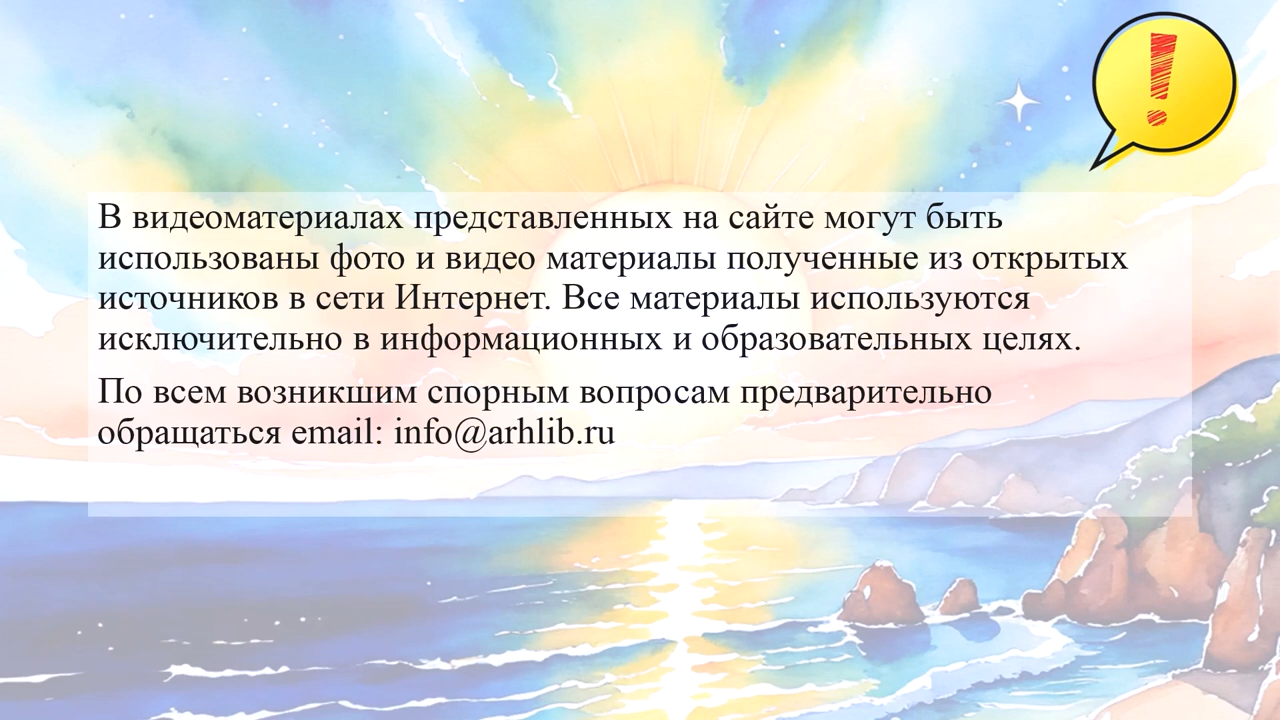 В видеоматериалах представленных на сайте могут быть
использованы фото и видео материалы полученные из открытых
источников в сети Интернет. Все материалы используются
исключительно в информационных и образовательных целях.
По всем возникшим спорным вопросам предварительно
обращаться email: info@arhlib.ru